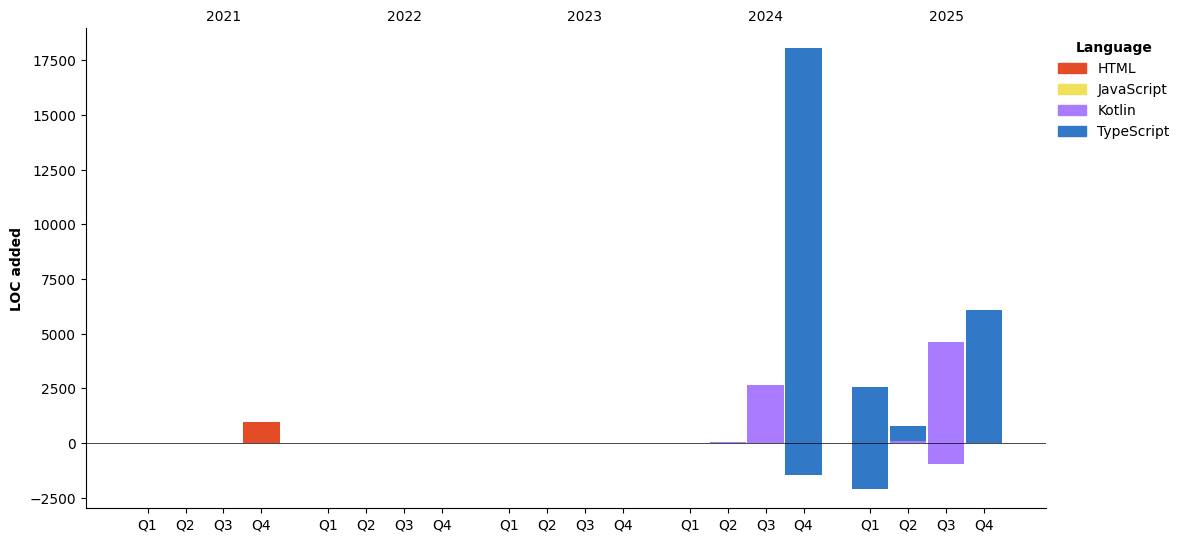 2021 2022 2023 2024 2025
Language
HTML
JavaScript
Kotlin
TypeScript
LOC added
17500
15000
12500
10000
7500
5000
2500
0
−2500
Q1 Q2 Q3 Q4 Q1 Q2 Q3 Q4 Q1 Q2 Q3 Q4 Q1 Q2 Q3 Q4 Q1 Q2 Q3 Q4